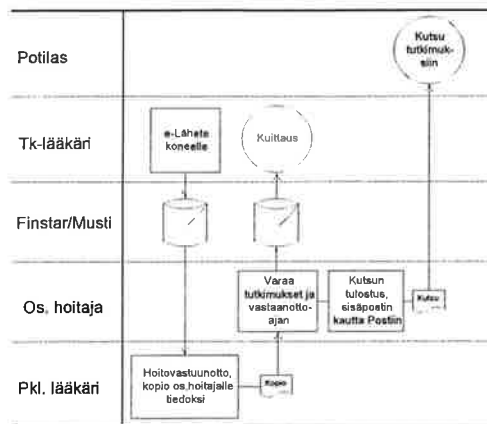 Potilas
Kutsu
tutkimuk-
siin
Tk-lääkäri
e-Lähete
koneelle
Kuittaus
Finstar/Musti
Os. hoitaja
Varaa
tutkimukset ja
vastaanotto-
ajan
Kutsun
tulostus,
sisäpostin
kautta Postiin
Kutsu
Pkl. lääkäri
Hoitovastuunotto,
kopio os.hoitajalle
tiedoksi
Kopio